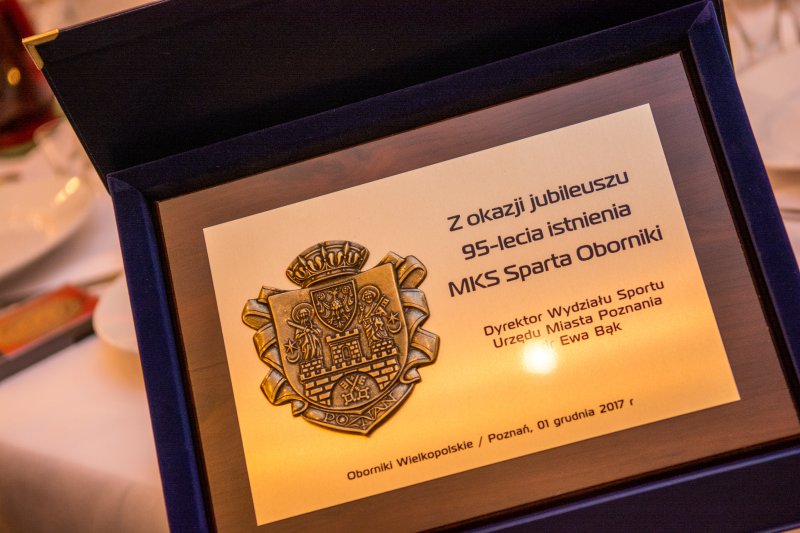 Z okazji jubileuszu
95-lecia istnienia
MKS Sparta Oborniki
Dyrektor Wydziału Sportu
Urzędu Miasta Poznania
Ewa Bąk
POZNAŃ
Oborniki Wielkopolskie / Poznań, 01 grudnia 2017 r